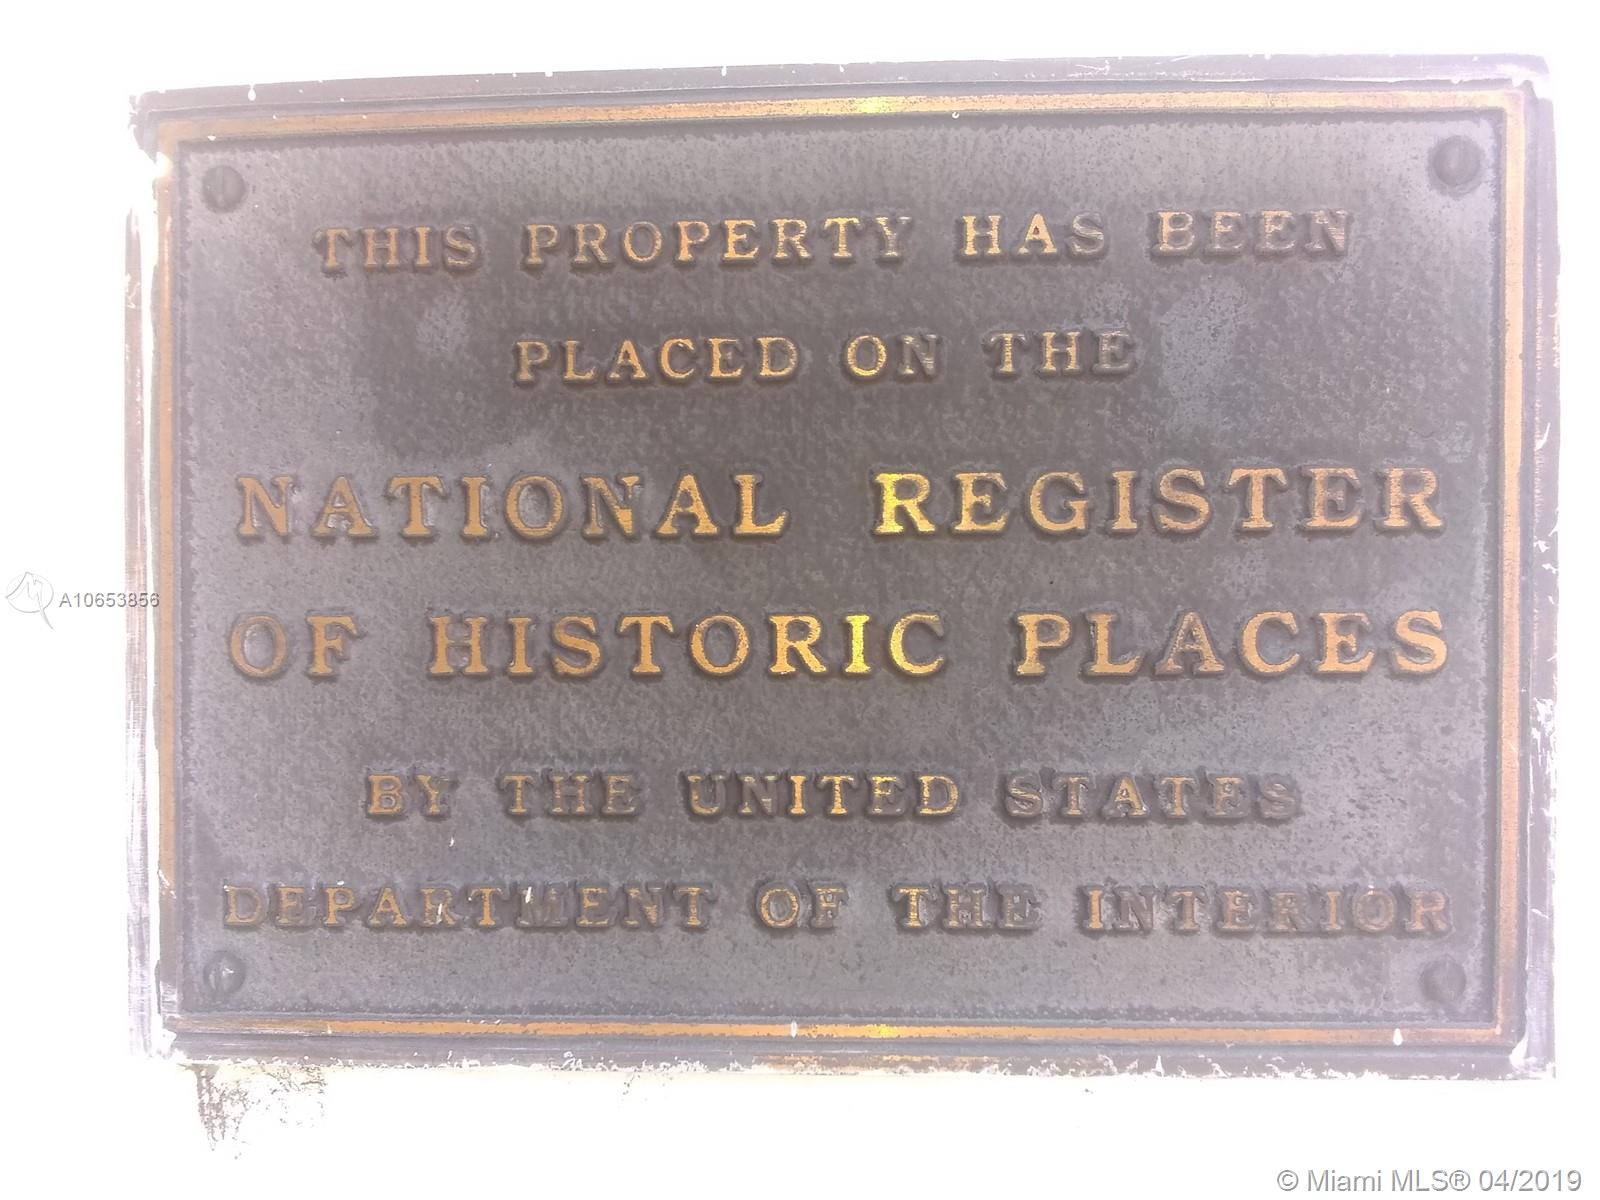 THIS PROPERTY HAS BEEN
PLACED ON THE
NATIONAL REGISTER
OF HISTORIC PLACES
BY THE UNITED STATES
DEPARTMENT OF THE INTERIOR
A10653856
© Miami MLS® 04/2019